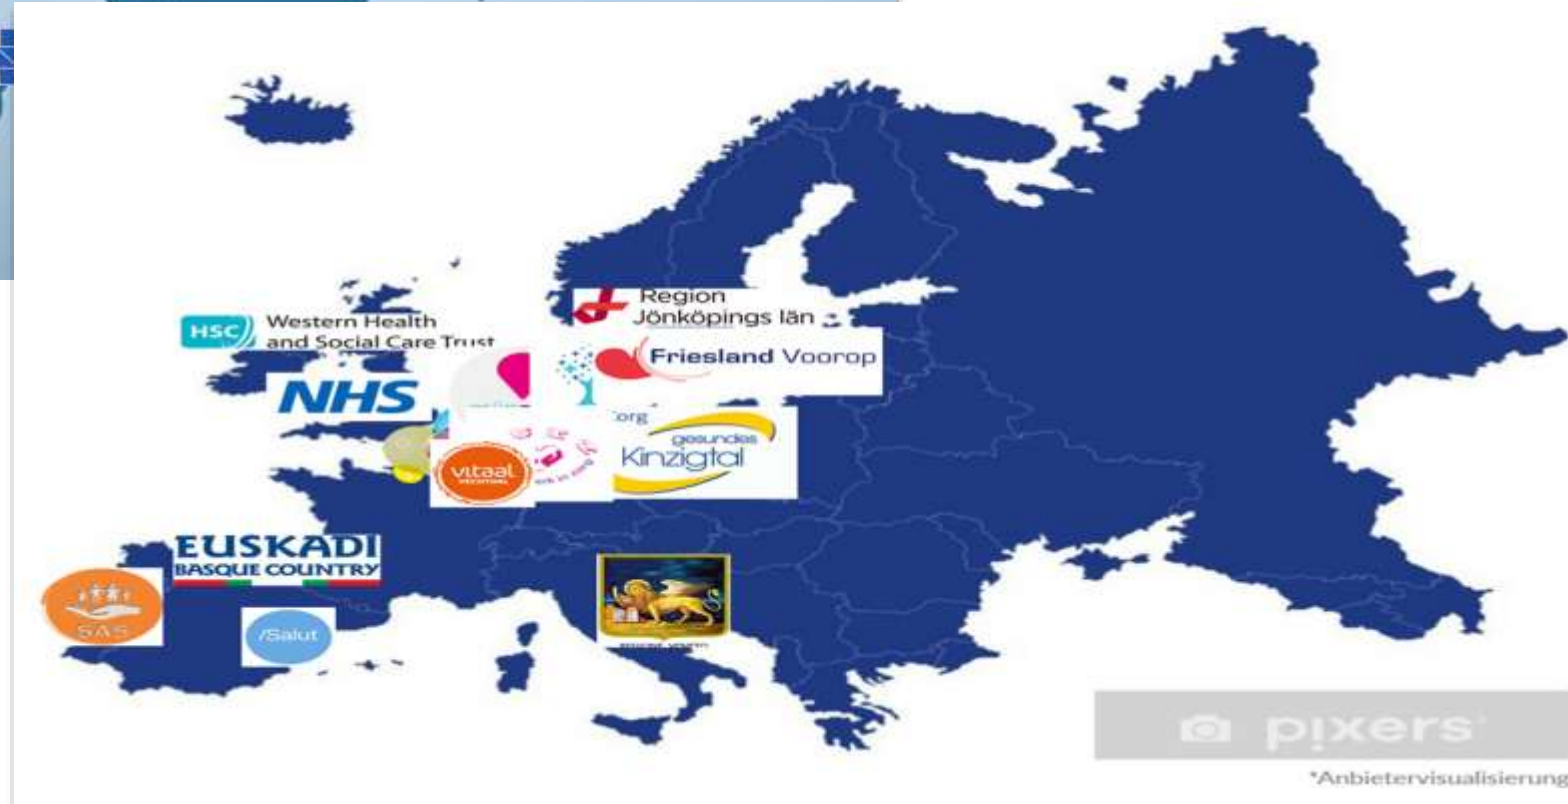 Region
Jönköpings län
HSC
Western Health
and Social Care Trust
Friesland Voorop
NHS
org
gesundes
Kinzigtal
vitaal
EUSKADI
BASQUE COUNTRY
SAS
/Salut
pixers
*Anbietervisualisierung